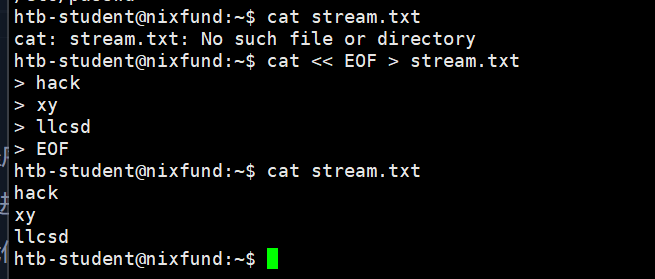 htb-student@nixfund:~$ cat stream.txt
cat: stream.txt: No such file or directory
htb-student@nixfund:~$ cat << EOF > stream.txt
> hack
> xy
> llcsd
> EOF
htb-student@nixfund:~$ cat stream.txt
hack
xy
llcsd
htb-student@nixfund:~$